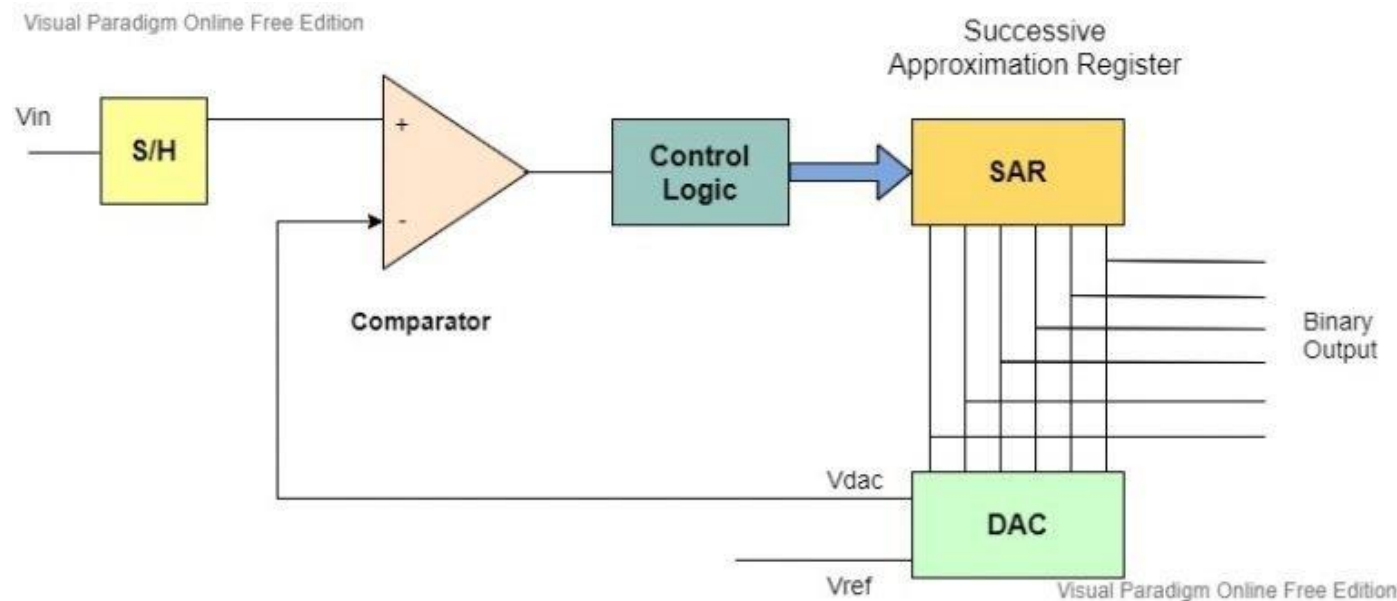 Visual Paradigm Online Free Edition
Successive
Approximation Register
Vin
S/H
+
-
Control
Logic
SAR
Comparator
Binary
Output
Vdac
DAC
Vref
Visual Paradigm Online Free Edition